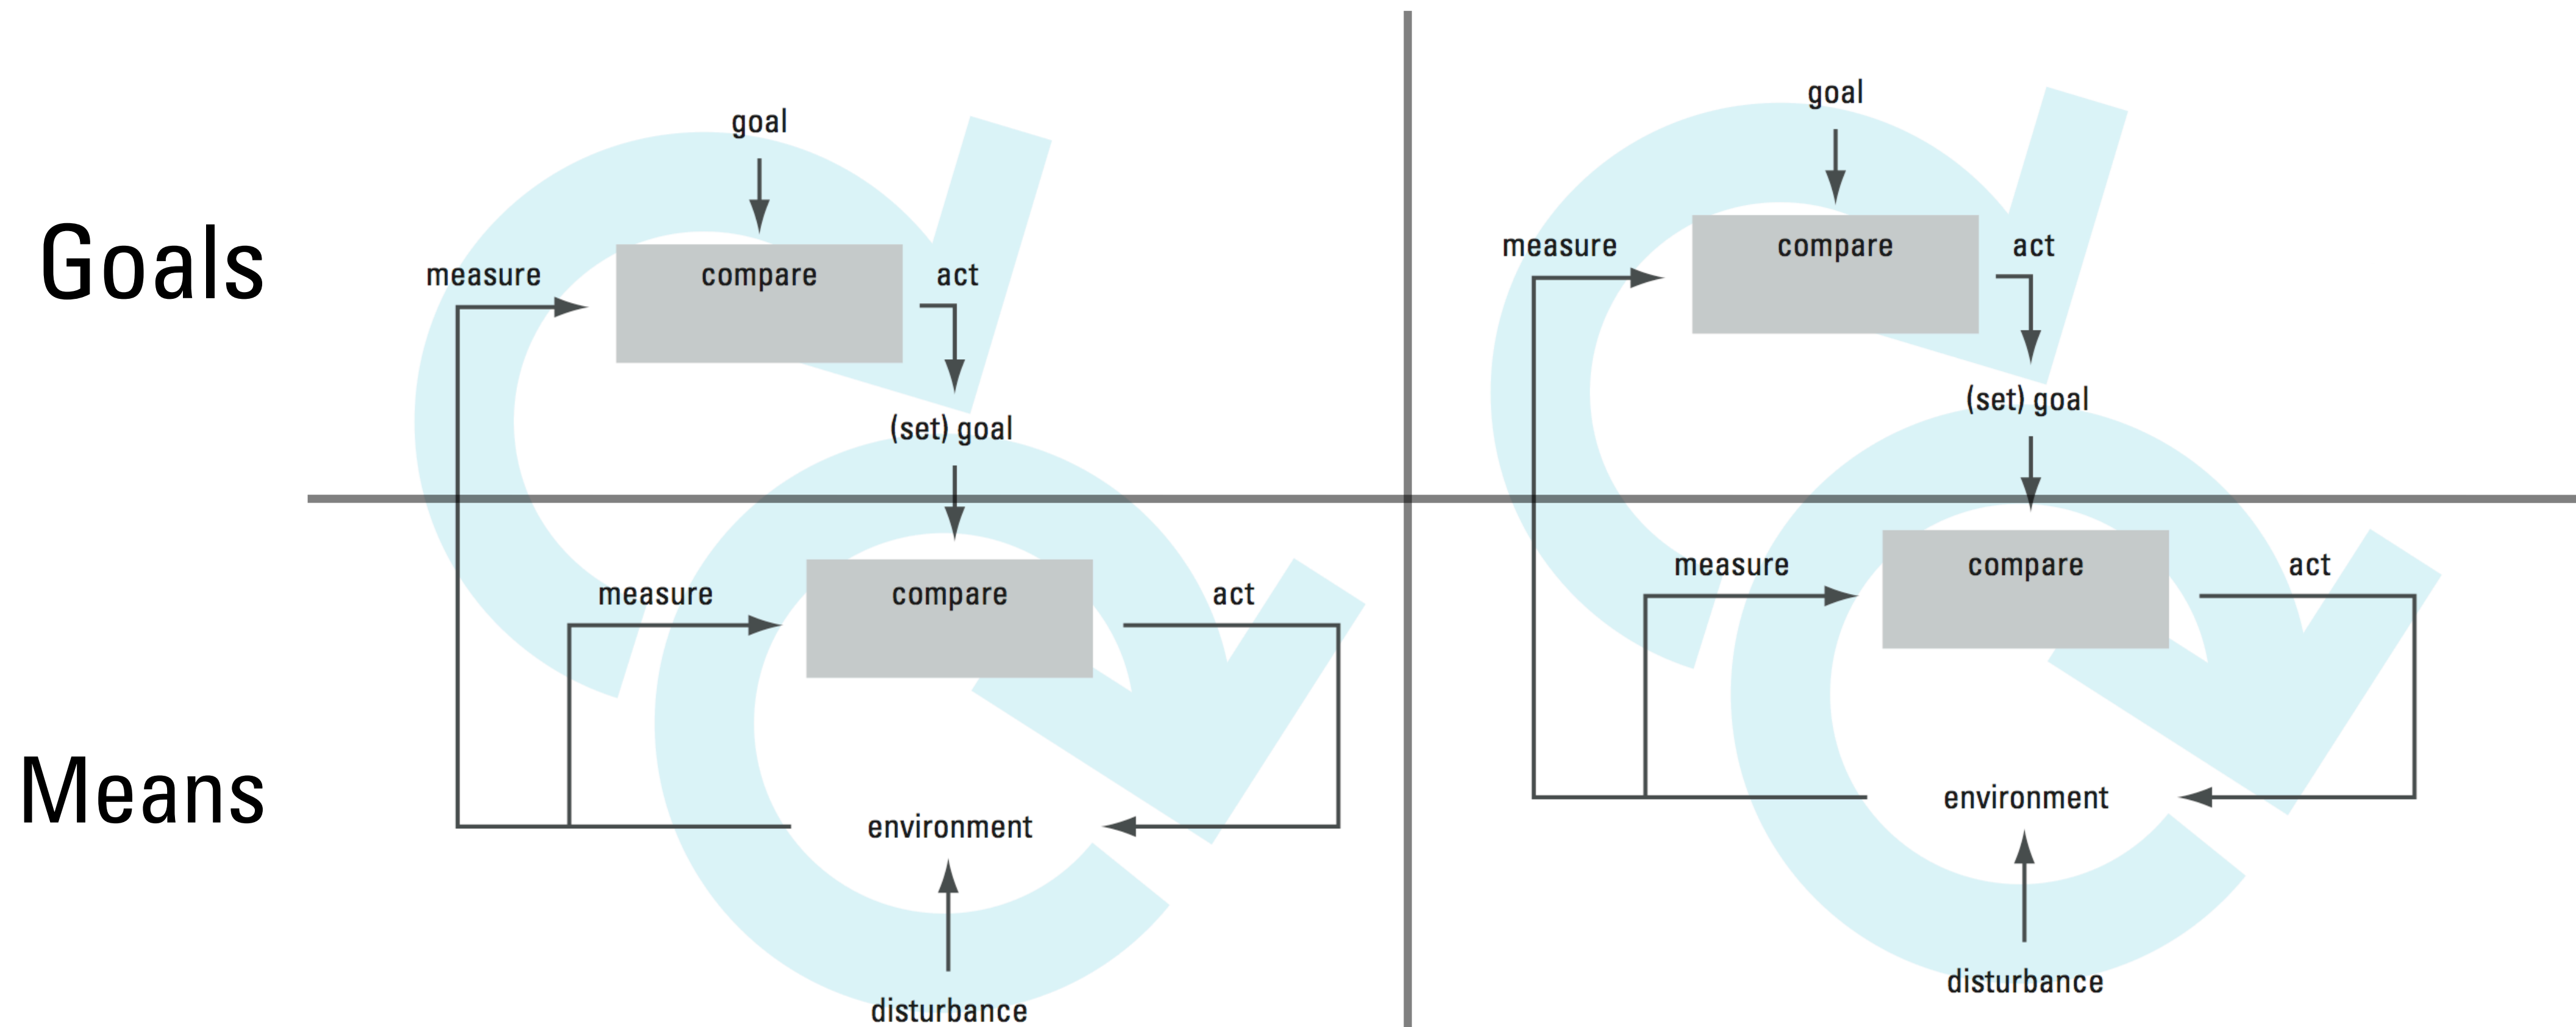 Goals
goal
measure
compare
act
(set) goal
goal
measure
compare
act
(set) goal
Means
measure
compare
act
environment
disturbance
measure
compare
act
environment
disturbance